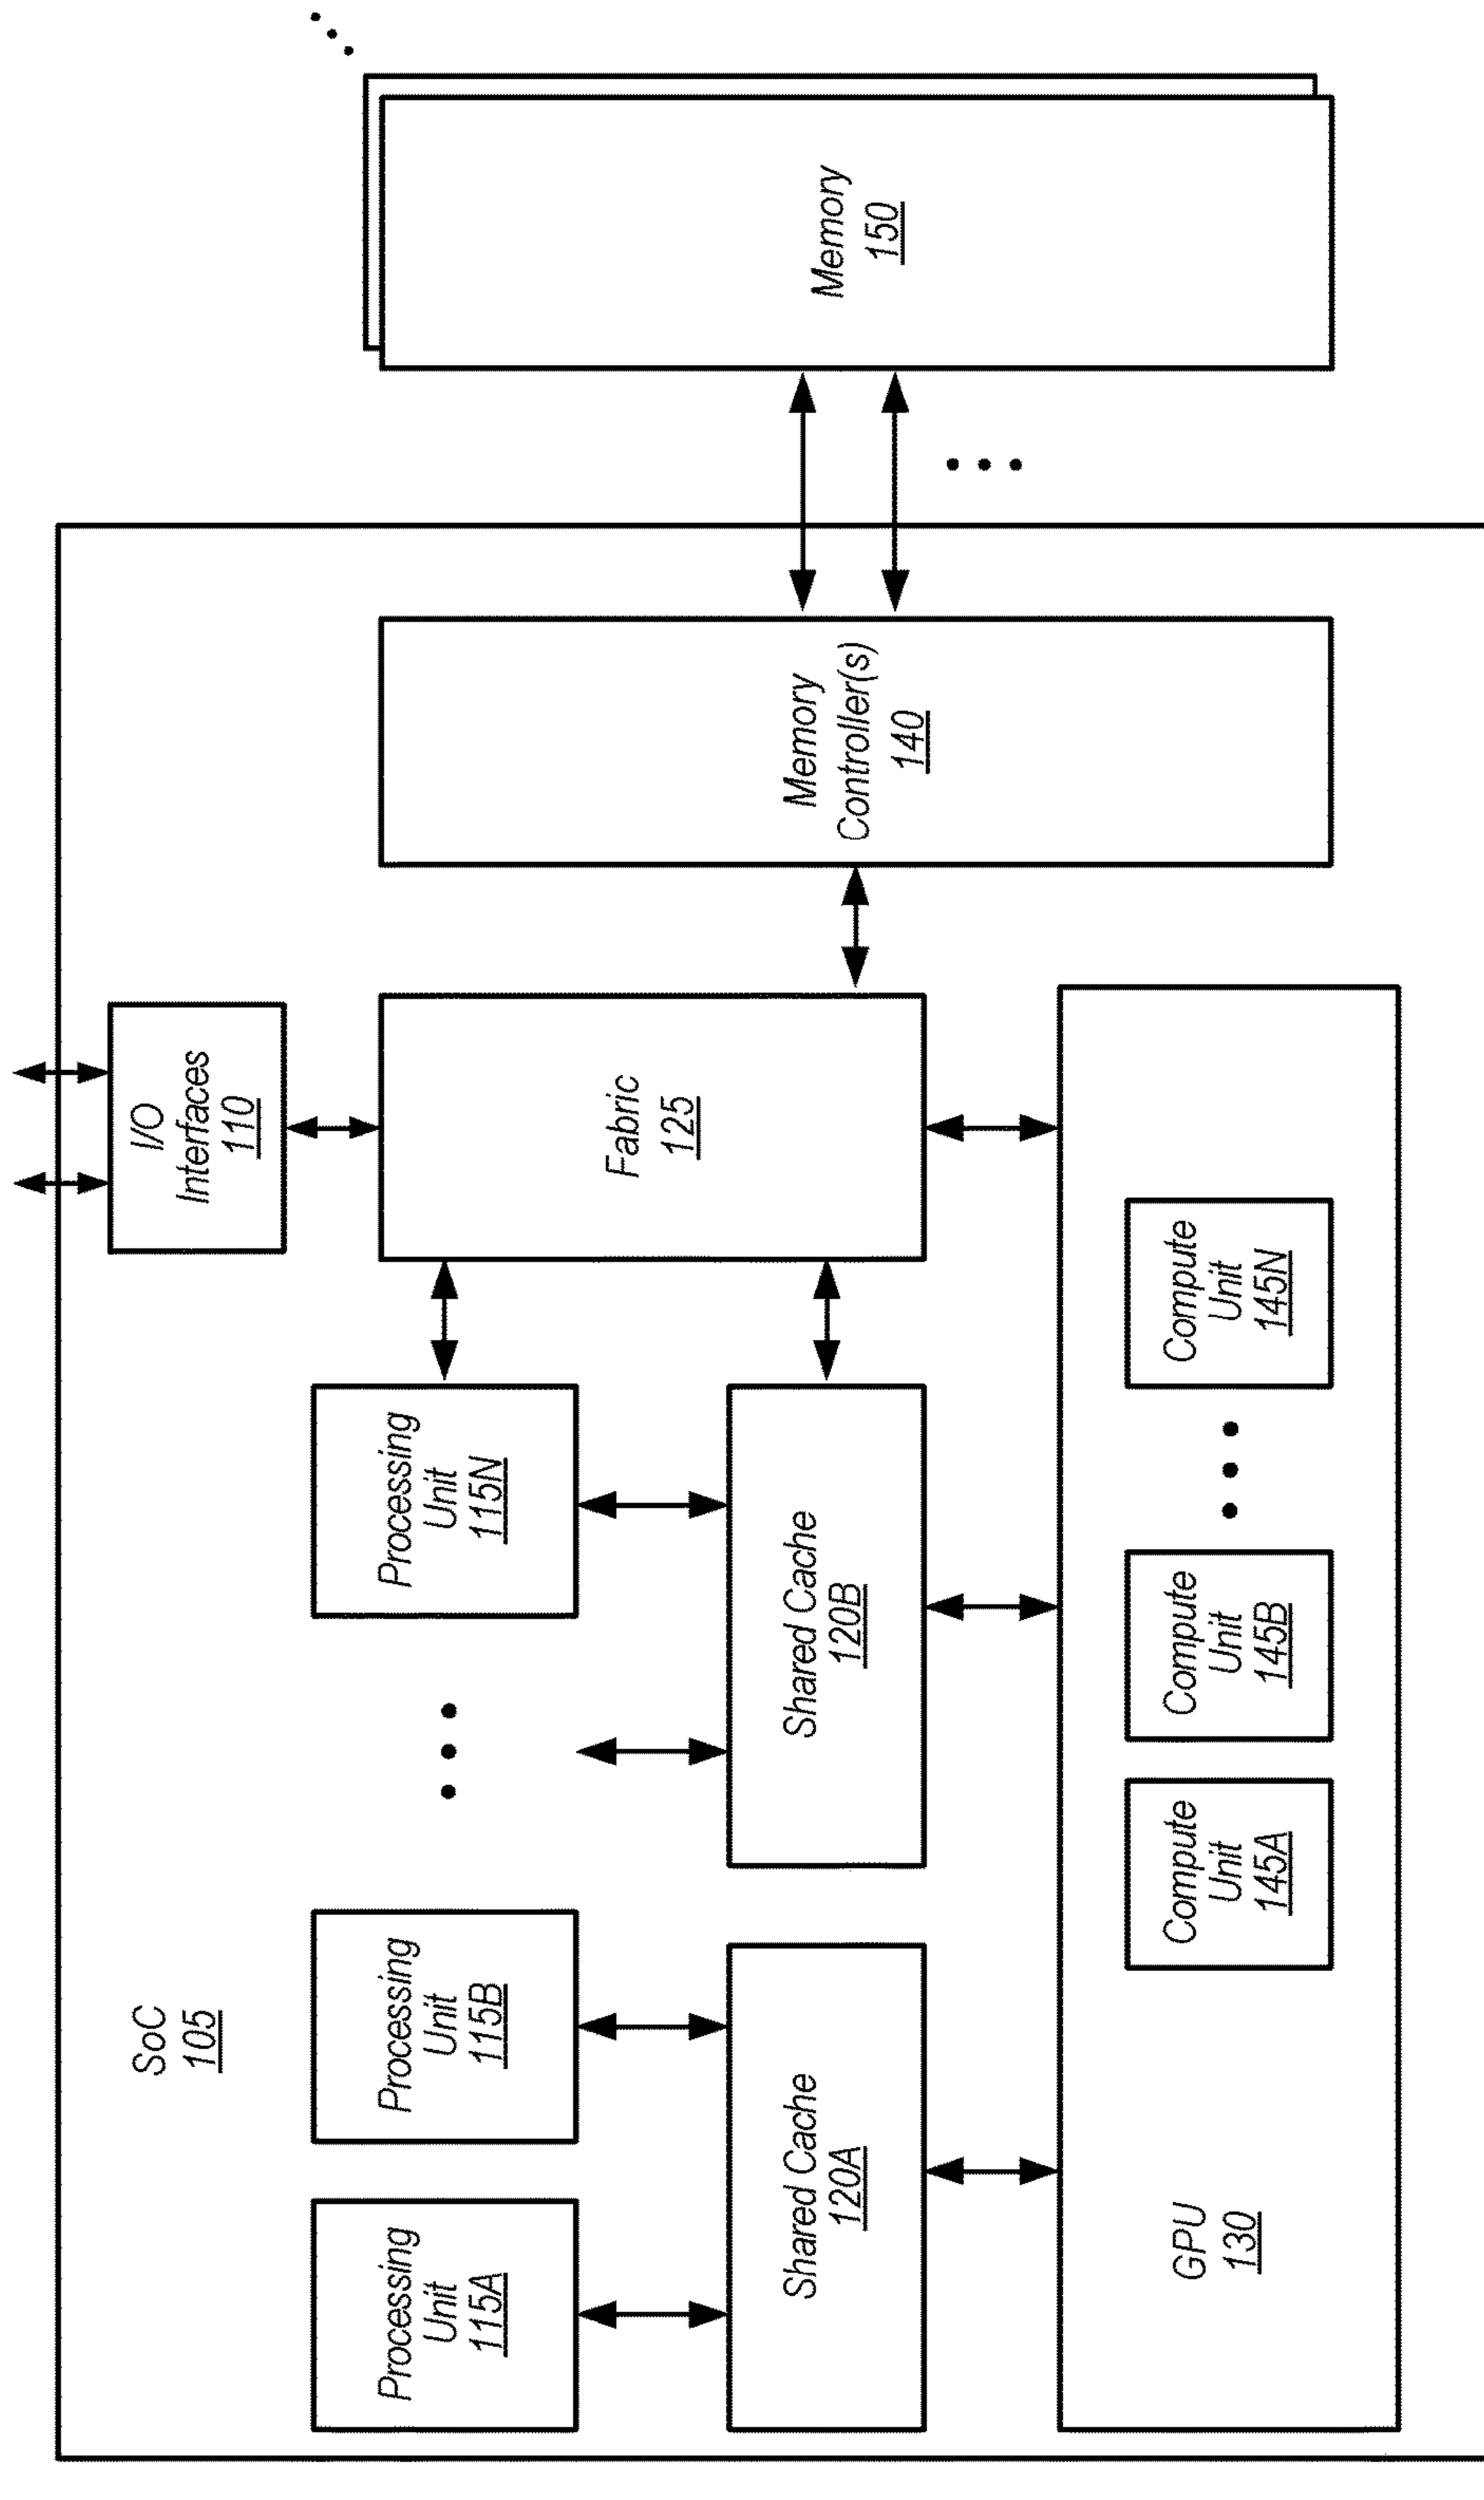 SoC
105
I/O
Interfaces
110
Processing
Unit
115A
Processing
Unit
115B
Processing
Unit
115N
Fabric
125
Memory
Controller(s)
140
Memory
150
Shared Cache
120A
Shared Cache
120B
GPU
130
Compute
Unit
145A
Compute
Unit
145B
Compute
Unit
145N